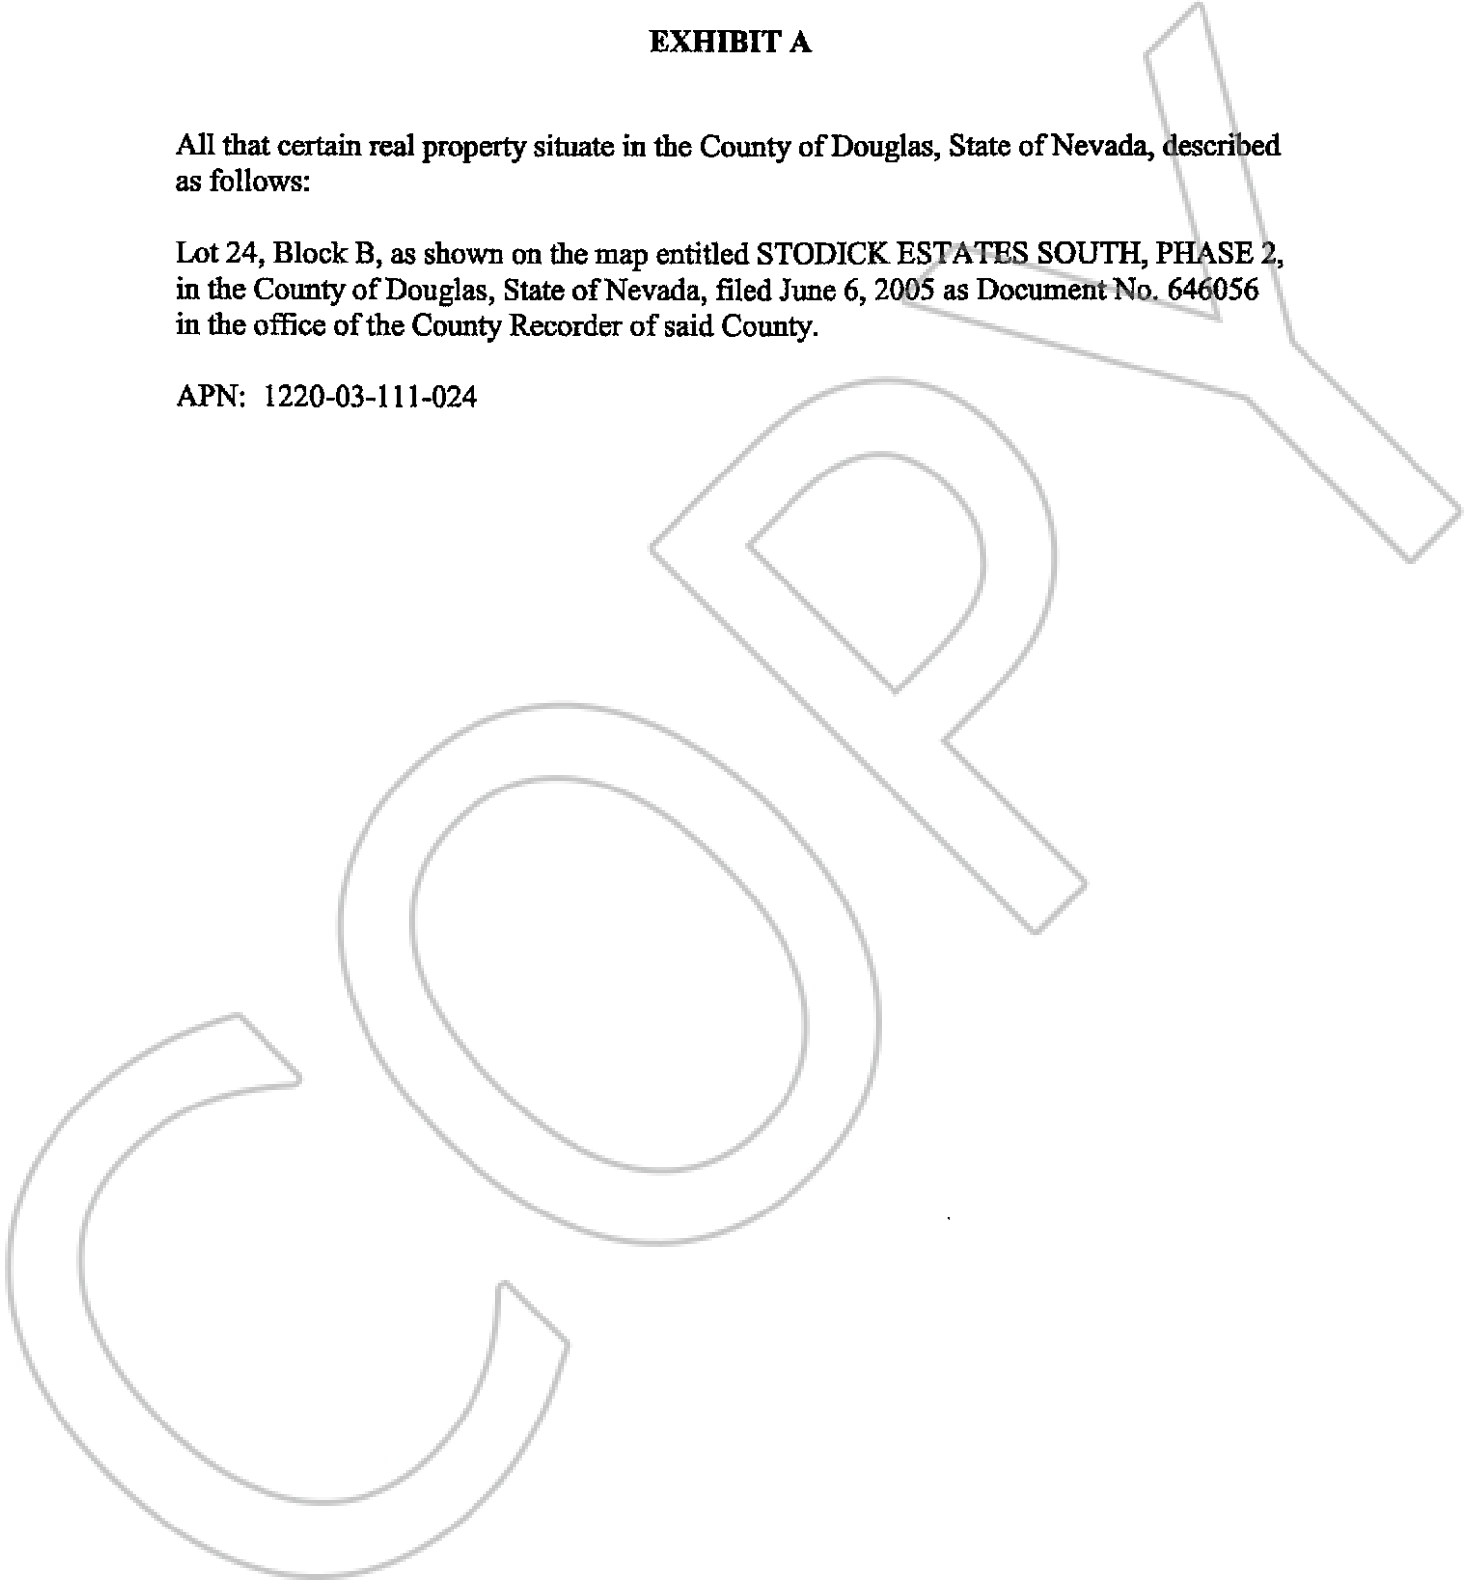 EXHIBIT A
All that certain real property situate in the County of Douglas, State of Nevada, described
as follows:
Lot 24, Block B, as shown on the map entitled STODICK ESTATES SOUTH, PHASE 2,
in the County of Douglas, State of Nevada, filed June 6, 2005 as Document No. 646056
in the office of the County Recorder of said County.
APN: 1220-03-111-024
COPY